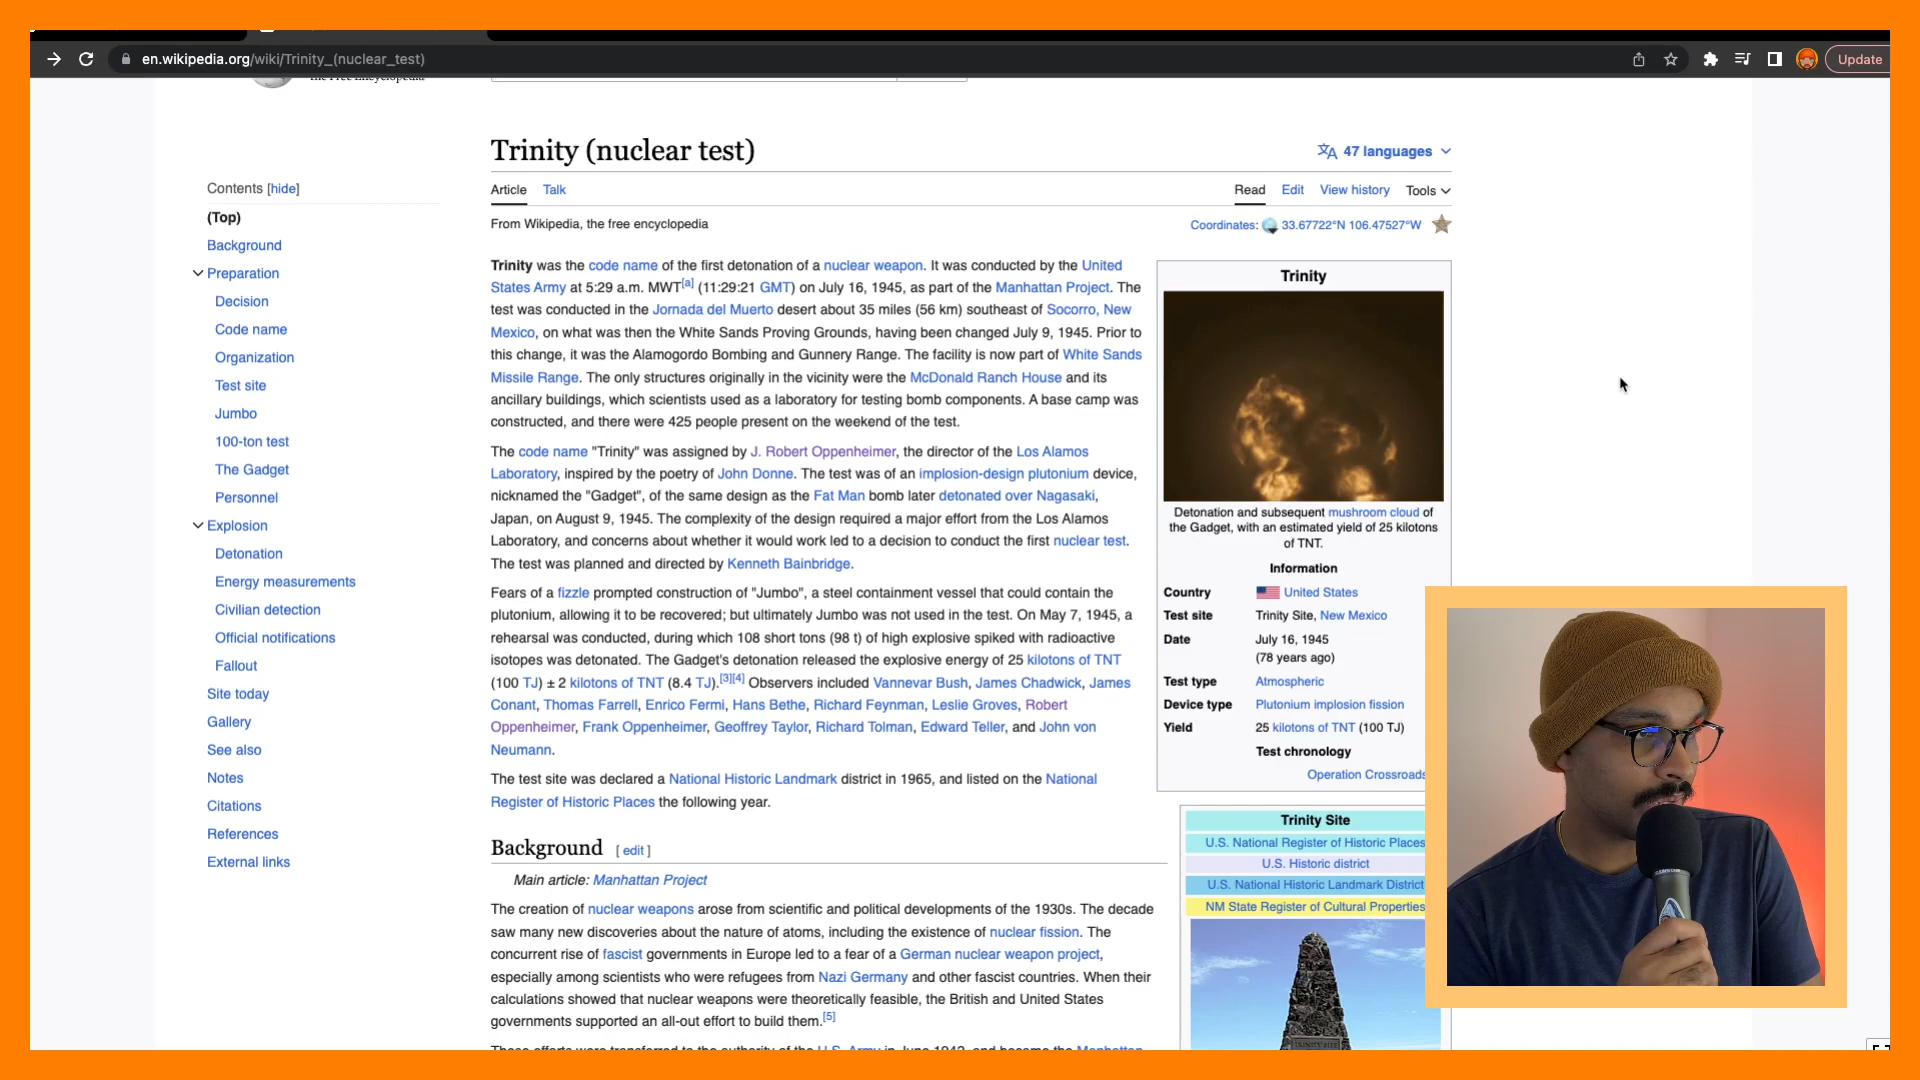 en.wikipedia.org/wiki/Trinity_(nuclear_test)
Update
The Free Encyclopedia
Trinity (nuclear test)
47 languages
Contents [hide]
(Top)
Background
Preparation
Decision
Code name
Organization
Test site
Jumbo
100-ton test
The Gadget
Personnel
Explosion
Detonation
Energy measurements
Civilian detection
Official notifications
Fallout
Site today
Gallery
See also
Notes
Citations
References
External links
Article Talk
Read Edit View history Tools
From Wikipedia, the free encyclopedia
Coordinates: 33.67722°N 106.47527°W
Trinity was the code name of the first detonation of a nuclear weapon. It was conducted by the United
States Army at 5:29 a.m. MWT[a] (11:29:21 GMT) on July 16, 1945, as part of the Manhattan Project. The
test was conducted in the Jornada del Muerto desert about 35 miles (56 km) southeast of Socorro, New
Mexico, on what was then the White Sands Proving Grounds, having been changed July 9, 1945. Prior to
this change, it was the Alamogordo Bombing and Gunnery Range. The facility is now part of White Sands
Missile Range. The only structures originally in the vicinity were the McDonald Ranch House and its
ancillary buildings, which scientists used as a laboratory for testing bomb components. A base camp was
constructed, and there were 425 people present on the weekend of the test.
The code name "Trinity" was assigned by J. Robert Oppenheimer, the director of the Los Alamos
Laboratory, inspired by the poetry of John Donne. The test was of an implosion-design plutonium device,
nicknamed the "Gadget", of the same design as the Fat Man bomb later detonated over Nagasaki,
Japan, on August 9, 1945. The complexity of the design required a major effort from the Los Alamos
Laboratory, and concerns about whether it would work led to a decision to conduct the first nuclear test.
The test was planned and directed by Kenneth Bainbridge.
Fears of a fizzle prompted construction of "Jumbo", a steel containment vessel that could contain the
plutonium, allowing it to be recovered; but ultimately Jumbo was not used in the test. On May 7, 1945, a
rehearsal was conducted, during which 108 short tons (98 t) of high explosive spiked with radioactive
isotopes was detonated. The Gadget's detonation released the explosive energy of 25 kilotons of TNT
(100 TJ) ± 2 kilotons of TNT (8.4 TJ).[3][4] Observers included Vannevar Bush, James Chadwick, James
Conant, Thomas Farrell, Enrico Fermi, Hans Bethe, Richard Feynman, Leslie Groves, Robert
Oppenheimer, Frank Oppenheimer, Geoffrey Taylor, Richard Tolman, Edward Teller, and John von
Neumann.
The test site was declared a National Historic Landmark district in 1965, and listed on the National
Register of Historic Places the following year.
Background [ edit ]
Main article: Manhattan Project
The creation of nuclear weapons arose from scientific and political developments of the 1930s. The decade
saw many new discoveries about the nature of atoms, including the existence of nuclear fission. The
concurrent rise of fascist governments in Europe led to a fear of a German nuclear weapon project,
especially among scientists who were refugees from Nazi Germany and other fascist countries. When their
calculations showed that nuclear weapons were theoretically feasible, the British and United States
governments supported an all-out effort to build them.[5]
These efforts were transferred to the authority of the U.S. Army in June 1942, and became the Manhattan
Trinity
Detonation and subsequent mushroom cloud of
the Gadget, with an estimated yield of 25 kilotons
of TNT.
Information
Country United States
Test site Trinity Site, New Mexico
Date July 16, 1945
(78 years ago)
Test type Atmospheric
Device type Plutonium implosion fission
Yield 25 kilotons of TNT (100 TJ)
Test chronology
Operation Crossroads
Trinity Site
U.S. National Register of Historic Places
U.S. Historic district
U.S. National Historic Landmark District
NM State Register of Cultural Properties
TRINITY SITE